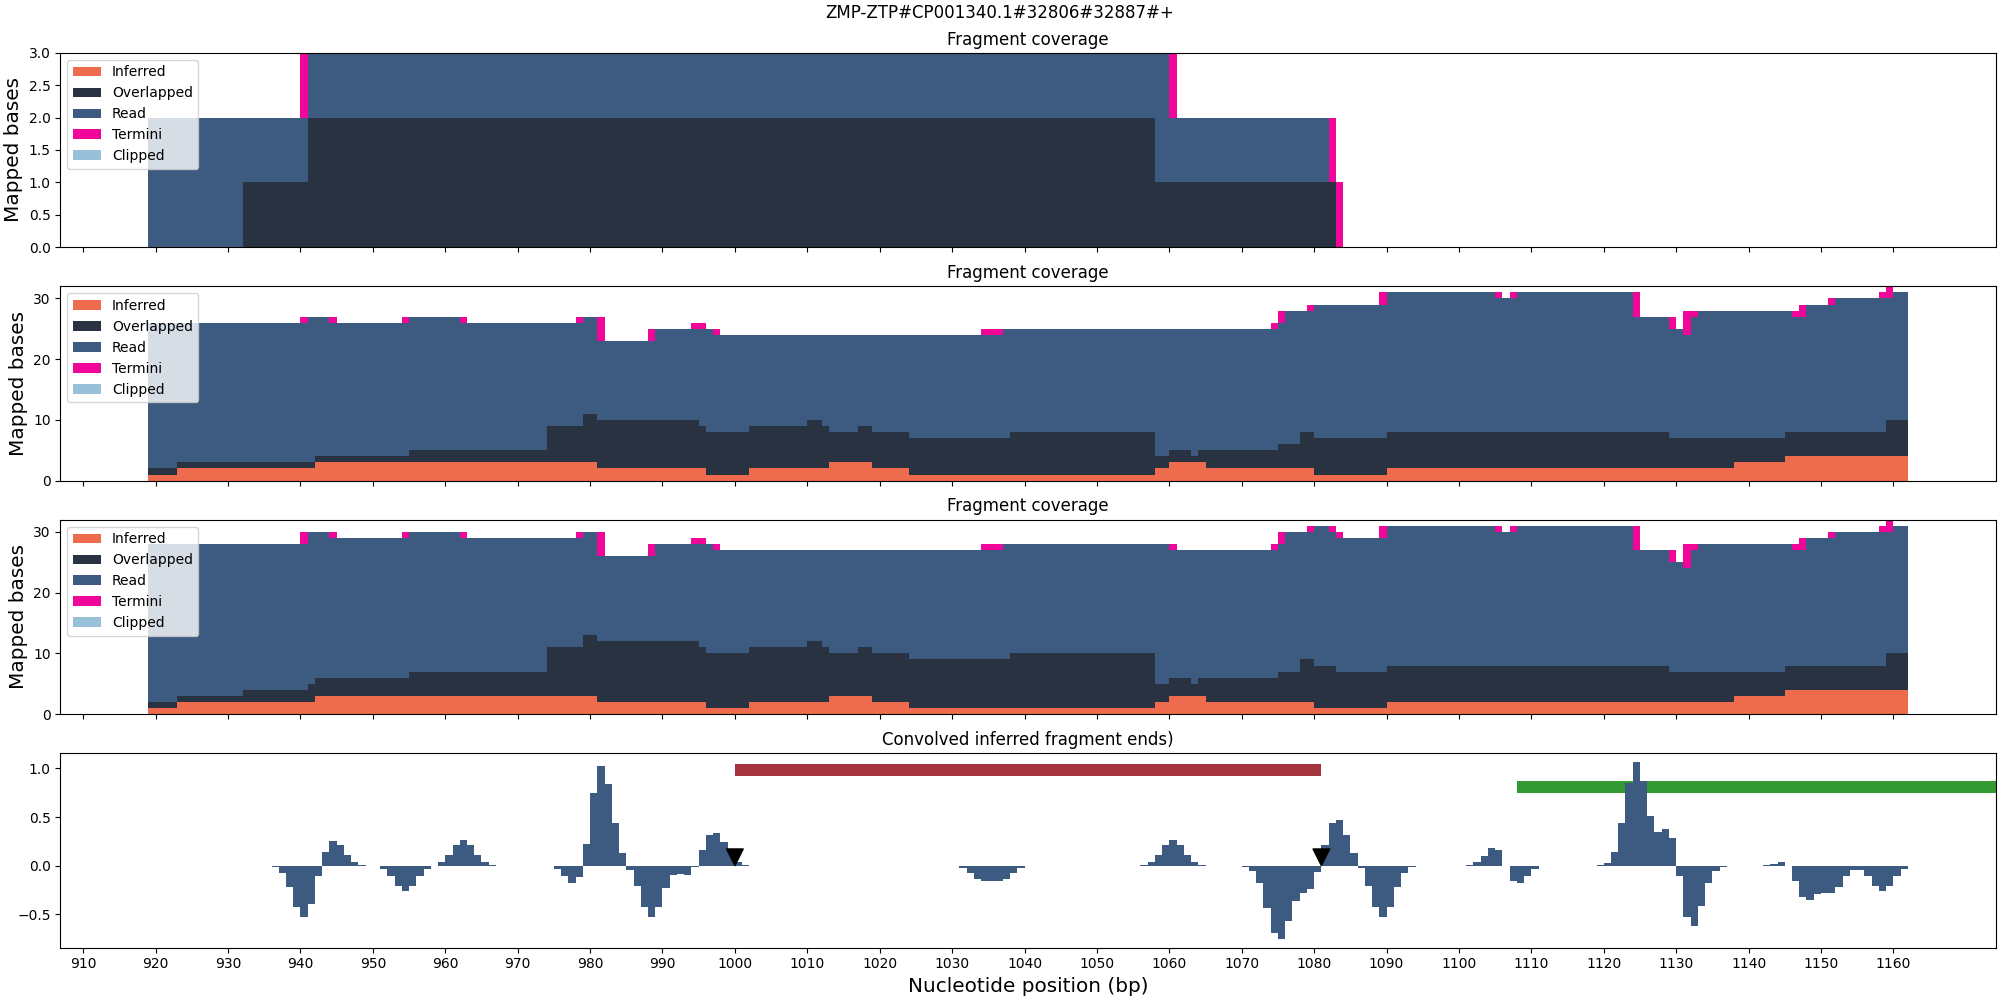 ZMP-ZTP#CP001340.1#32806#32887#+
Fragment coverage
Mapped bases
3.0
2.5
2.0
1.5
1.0
0.5
0.0
Inferred
Overlapped
Read
Termini
Clipped
Fragment coverage
Mapped bases
30
20
10
0
Inferred
Overlapped
Read
Termini
Clipped
Fragment coverage
Mapped bases
30
20
10
0
Inferred
Overlapped
Read
Termini
Clipped
Convolved inferred fragment ends)
1.0
0.5
0.0
−0.5
910 920 930 940 950 960 970 980 990 1000 1010 1020 1030 1040 1050 1060 1070 1080 1090 1100 1110 1120 1130 1140 1150 1160
Nucleotide position (bp)